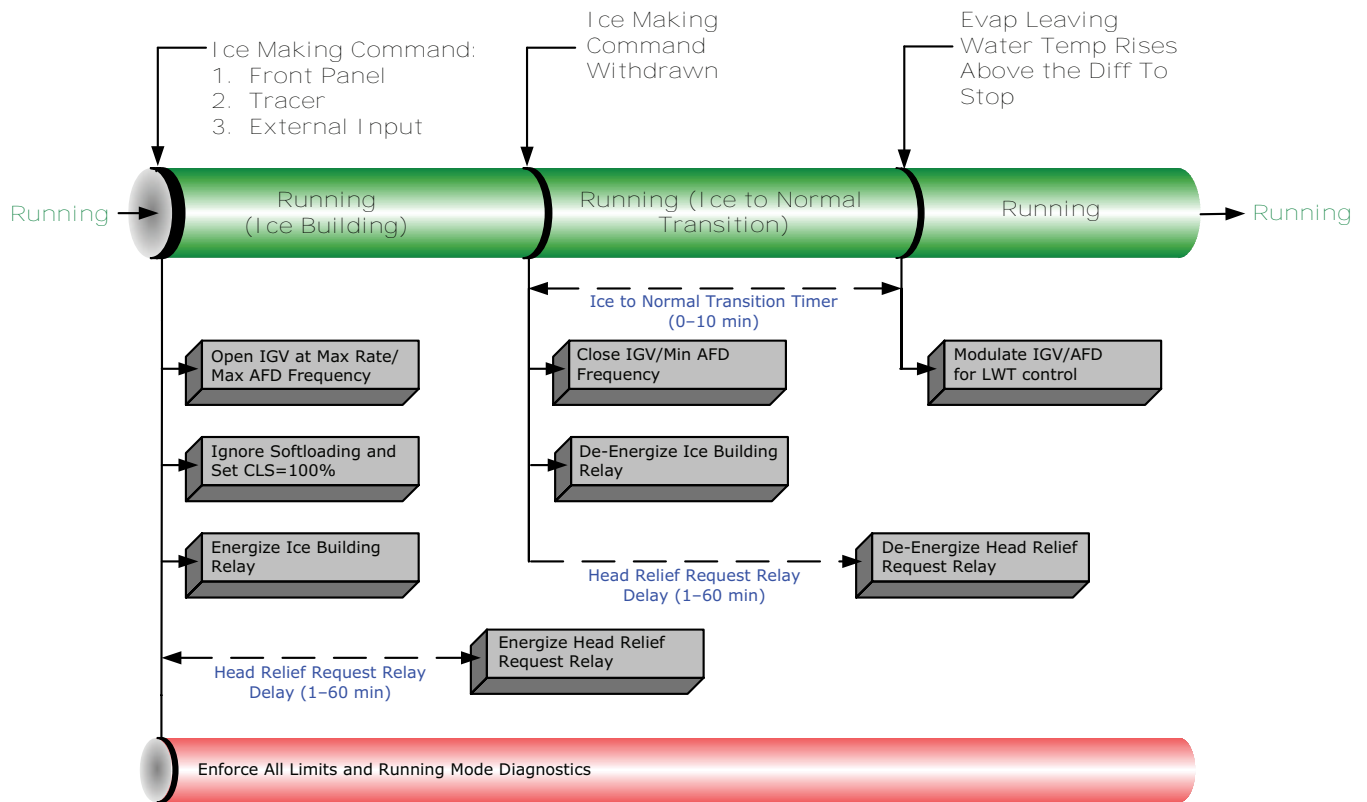 Ice Making Command:
1. Front Panel
2. Tracer
3. External Input
Ice Making
Command
Withdrawn
Evap Leaving
Water Temp Rises
Above the Diff To
Stop
Running
Running
(Ice Building)
Running (Ice to Normal
Transition)
Running
Running
Ice to Normal Transition Timer
(0–10 min)
Open IGV at Max Rate/
Max AFD Frequency
Close IGV/Min AFD
Frequency
Modulate IGV/AFD
for LWT control
Ignore Softloading and
Set CLS=100%
De-Energize Ice Building
Relay
Energize Ice Building
Relay
Head Relief Request Relay
Delay (1–60 min)
De-Energize Head Relief
Request Relay
Head Relief Request Relay
Delay (1–60 min)
Energize Head Relief
Request Relay
Enforce All Limits and Running Mode Diagnostics